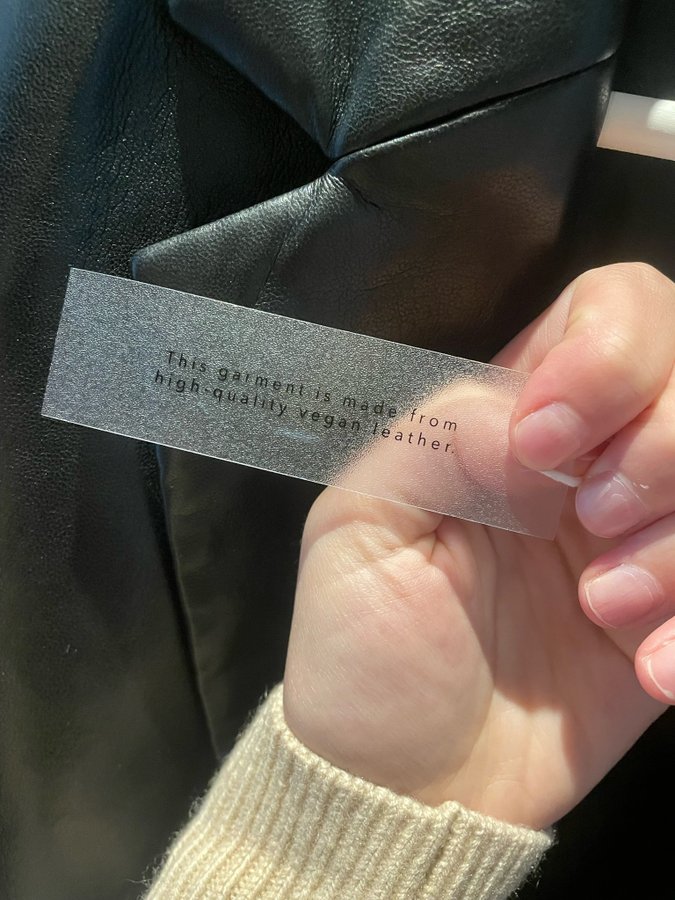 This garment is made from
high-quality vegan leather.